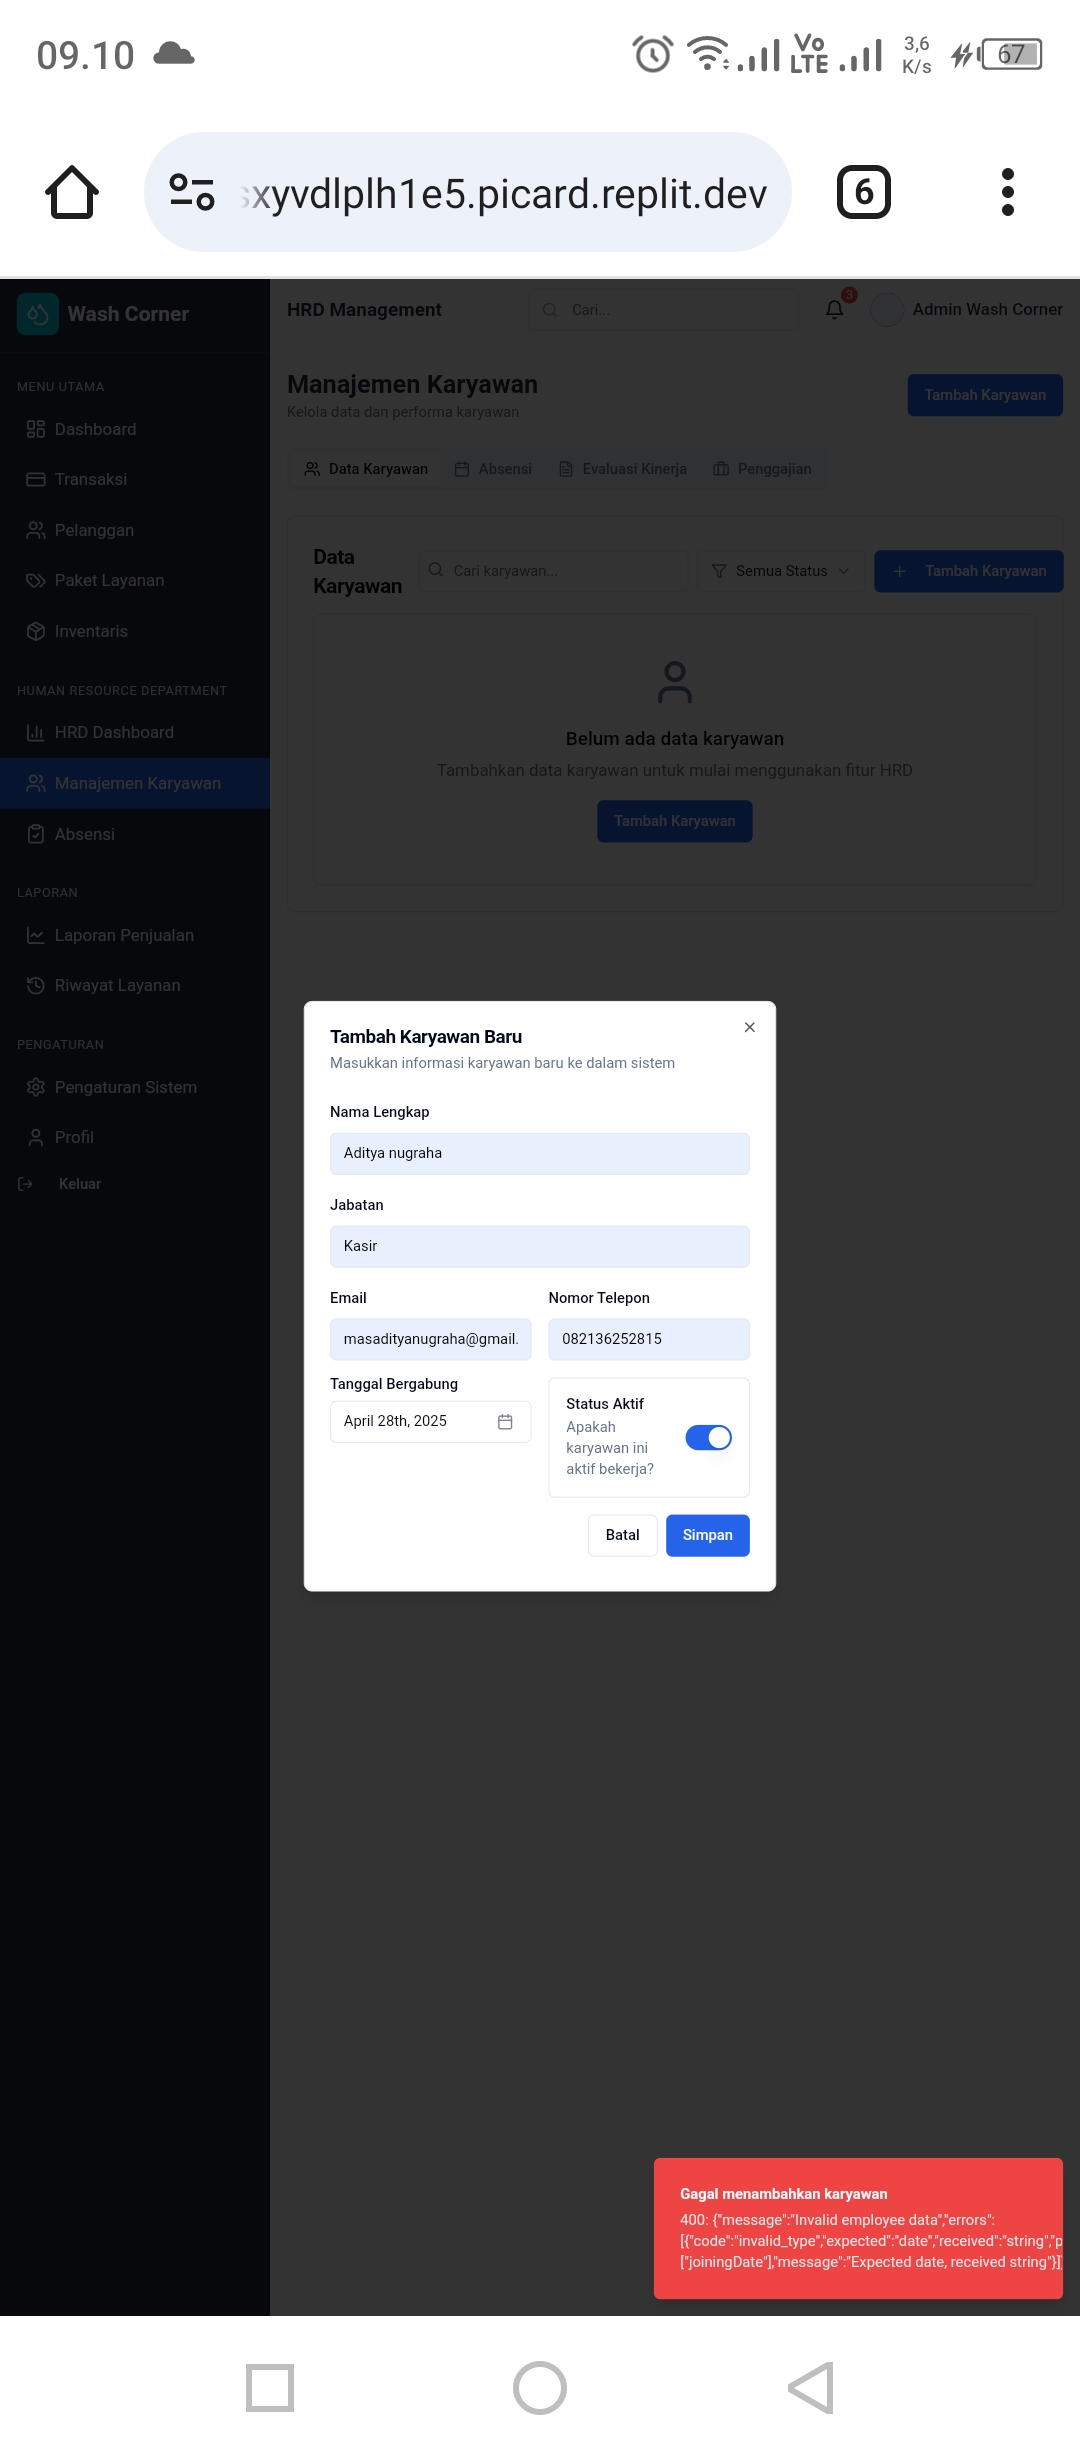 09.10
Vo
LTE
3,6
K/s
67
xyvdlplh1e5.picard.replit.dev
6
Wash Corner
HRD Management
Cari...
3
Admin Wash Corner
MENU UTAMA
Dashboard
Transaksi
Pelanggan
Paket Layanan
Inventaris
HUMAN RESOURCE DEPARTMENT
HRD Dashboard
Manajemen Karyawan
Absensi
LAPORAN
Laporan Penjualan
Riwayat Layanan
PENGATURAN
Pengaturan Sistem
Profil
Keluar
Manajemen Karyawan
Kelola data dan performa karyawan
Tambah Karyawan
Data Karyawan
Absensi
Evaluasi Kinerja
Penggajian
Data
Karyawan
Cari karyawan...
Semua Status
Tambah Karyawan
Belum ada data karyawan
Tambahkan data karyawan untuk mulai menggunakan fitur HRD
Tambah Karyawan
Tambah Karyawan Baru
Masukkan informasi karyawan baru ke dalam sistem
Nama Lengkap
Aditya nugraha
Jabatan
Kasir
Email
masadityanugraha@gmail.
Nomor Telepon
082136252815
Tanggal Bergabung
April 28th, 2025
Status Aktif
Apakah
karyawan ini
aktif bekerja?
Batal
Simpan
Gagal menambahkan karyawan
400: {"message":"Invalid employee data","errors":
[{"code":"invalid_type","expected":"date","received":"string","p
["joiningDate"],"message":"Expected date, received string"}]